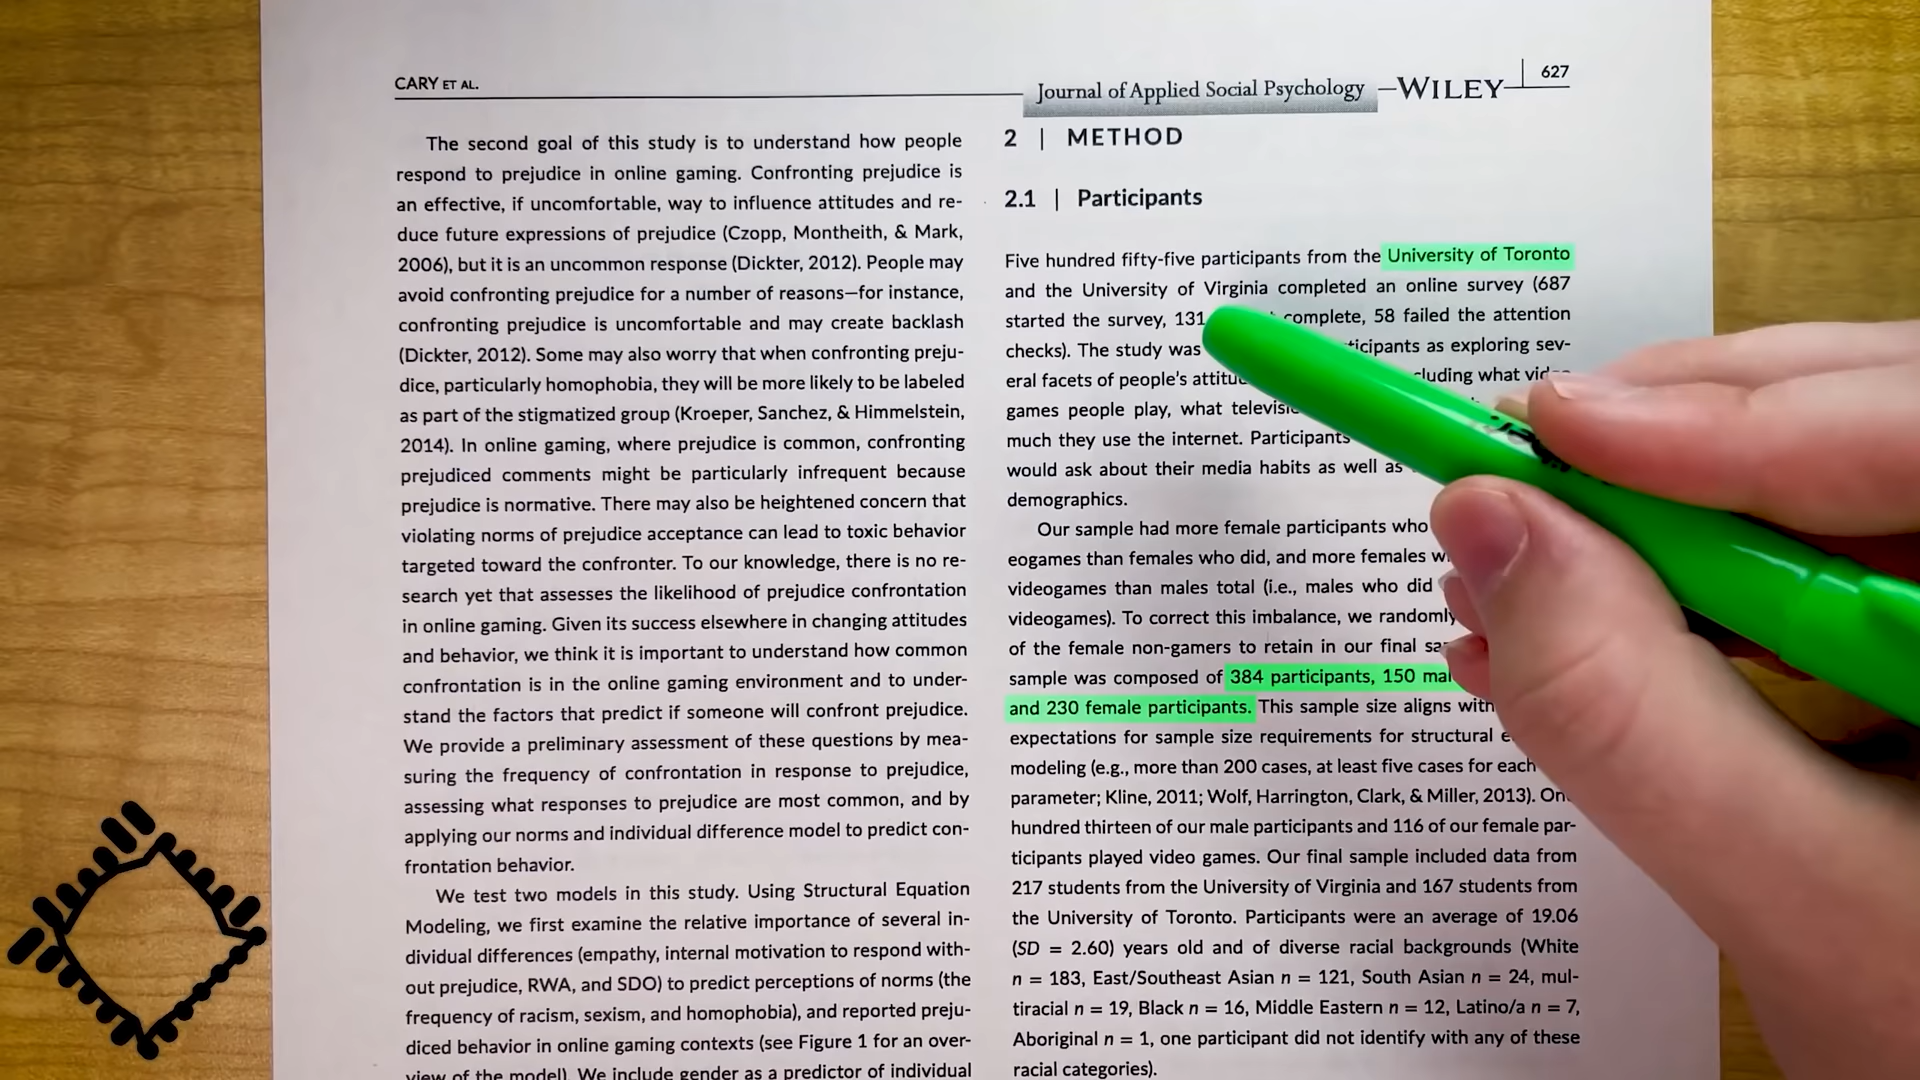 CARY ET AL.
Journal of Applied Social Psychology
WILEY
627
The second goal of this study is to understand how people
respond to prejudice in online gaming. Confronting prejudice is
an effective, if uncomfortable, way to influence attitudes and re-
duce future expressions of prejudice (Czopp, Montheith, & Mark,
2006), but it is an uncommon response (Dickter, 2012). People may
avoid confronting prejudice for a number of reasons—for instance,
confronting prejudice is uncomfortable and may create backlash
(Dickter, 2012). Some may also worry that when confronting preju-
dice, particularly homophobia, they will be more likely to be labeled
as part of the stigmatized group (Kroeper, Sanchez, & Himmelstein,
2014). In online gaming, where prejudice is common, confronting
prejudiced comments might be particularly infrequent because
prejudice is normative. There may also be heightened concern that
violating norms of prejudice acceptance can lead to toxic behavior
targeted toward the confronter. To our knowledge, there is no re-
search yet that assesses the likelihood of prejudice confrontation
in online gaming. Given its success elsewhere in changing attitudes
and behavior, we think it is important to understand how common
confrontation is in the online gaming environment and to under-
stand the factors that predict if someone will confront prejudice.
We provide a preliminary assessment of these questions by mea-
suring the frequency of confrontation in response to prejudice,
assessing what responses to prejudice are most common, and by
applying our norms and individual difference model to predict con-
frontation behavior.
We test two models in this study. Using Structural Equation
Modeling, we first examine the relative importance of several in-
dividual differences (empathy, internal motivation to respond with-
out prejudice, RWA, and SDO) to predict perceptions of norms (the
frequency of racism, sexism, and homophobia), and reported preju-
diced behavior in online gaming contexts (see Figure 1 for an over-
view of the model). We include gender as a predictor of individual
2 | METHOD
2.1 | Participants
Five hundred fifty-five participants from the University of Toronto
and the University of Virginia completed an online survey (687
started the survey, 131 complete, 58 failed the attention
checks). The study was ticipants as exploring sev-
eral facets of people's cluding what
games people play, what
much they use the internet. Participants
would ask about their media habits as well as
demographics.
Our sample had more female participants who
eogames than females who did, and more females
videogames than males total (i.e., males who did
videogames). To correct this imbalance, we randomly
of the female non-gamers to retain in our final
sample was composed of 384 participants, 150
and 230 female participants. This sample size aligns with
expectations for sample size requirements for structural
modeling (e.g., more than 200 cases, at least five cases for each
parameter; Kline, 2011; Wolf, Harrington, Clark, & Miller, 2013).
hundred thirteen of our male participants and 116 of our female par-
ticipants played video games. Our final sample included data from
217 students from the University of Virginia and 167 students from
the University of Toronto. Participants were an average of 19.06
(SD = 2.60) years old and of diverse racial backgrounds (White
n = 183, East/Southeast Asian n = 121, South Asian n = 24, mul-
tiracial n = 19, Black n = 16, Middle Eastern n = 12, Latino/a n = 7,
Aboriginal n = 1, one participant did not identify with any of these
racial categories).